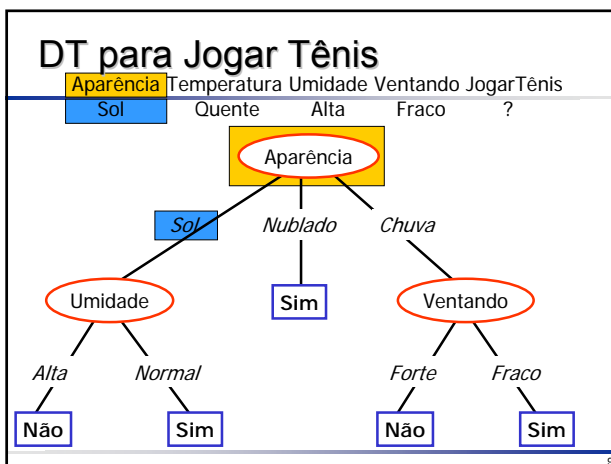 DT para Jogar Tênis
Aparência Temperatura Umidade Ventando JogarTênis
Sol Quente Alta Fraco ?
Aparência
Sol Nublado Chuva
Umidade Sim Ventando
Alta Normal Forte Fraco
Não Sim Não Sim